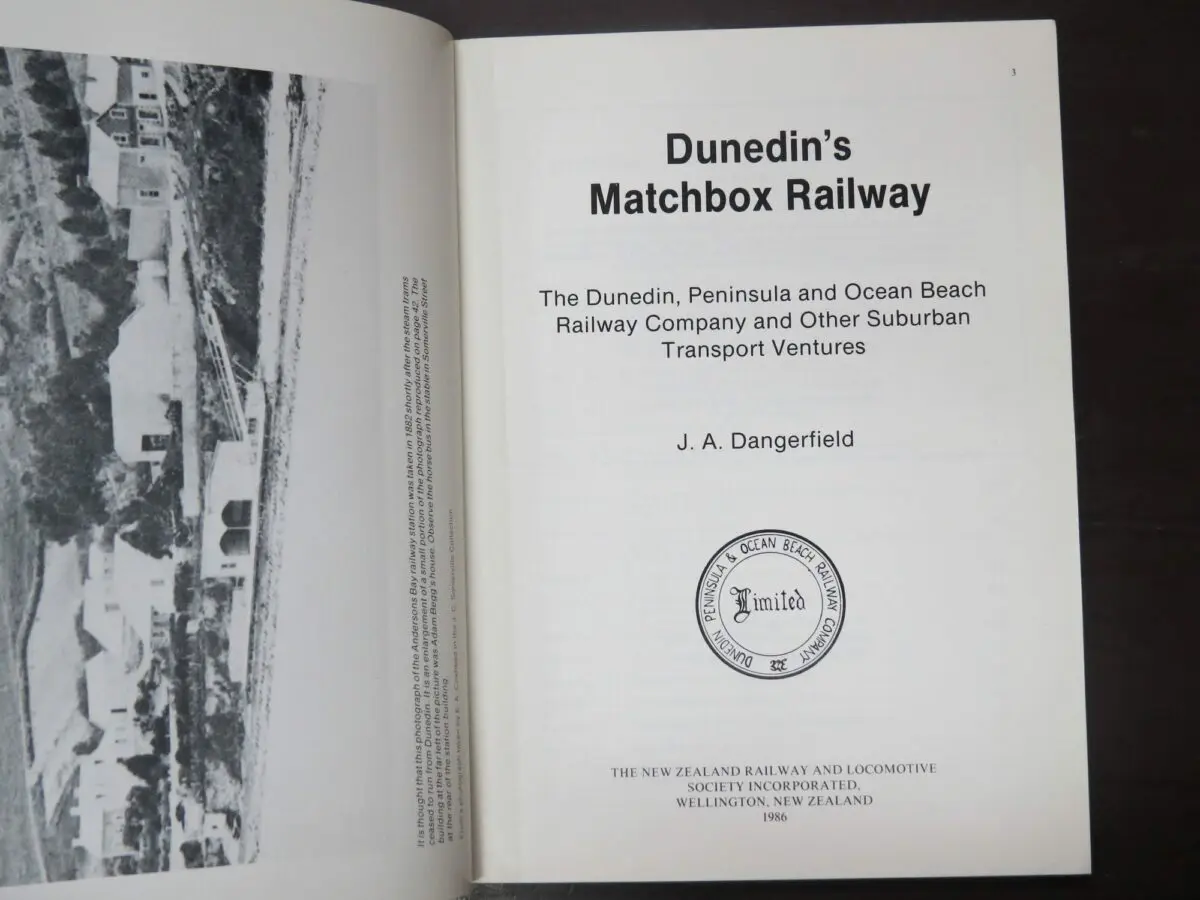 It is thought that this photograph of the Andersons Bay railway station was taken in 1882 shortly after the steam trams
ceased to run from Dunedin. It is an enlargement of a small portion of the photograph reproduced on page 42. The
building at the far left of the picture was Adam Begg's house. Observe the horse bus in the stable in Somerville Street
at the rear of the station building.
3
Dunedin's
Matchbox Railway
The Dunedin, Peninsula and Ocean Beach
Railway Company and Other Suburban
Transport Ventures
J. A. Dangerfield
DUNEDIN PENINSULA & OCEAN BEACH RAILWAY COMPANY
Limited
THE NEW ZEALAND RAILWAY AND LOCOMOTIVE
SOCIETY INCORPORATED,
WELLINGTON, NEW ZEALAND
1986